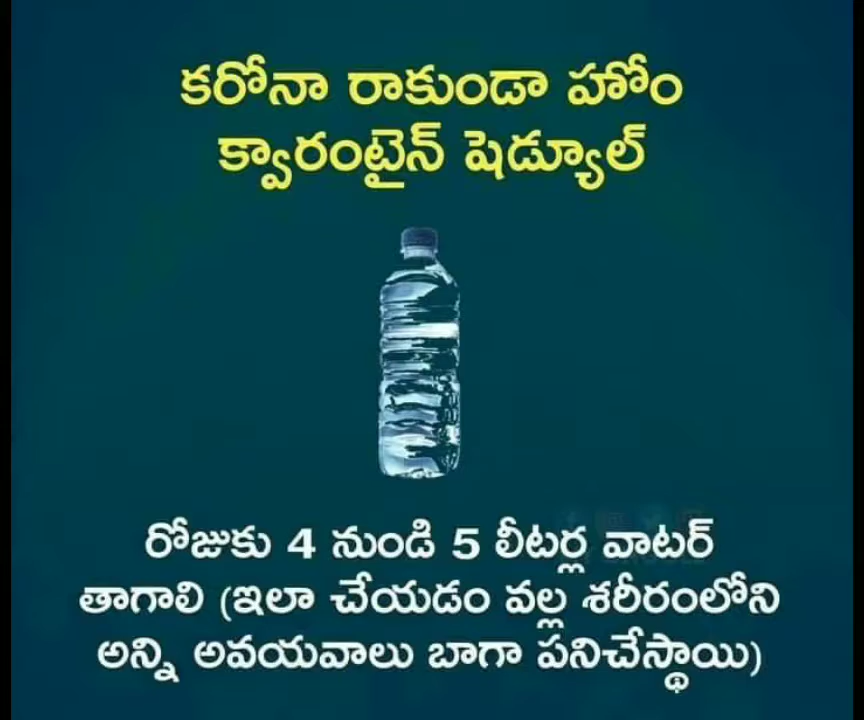 కరోనా రాకుండా హోం
క్వారంటైన్ షెడ్యూల్
రోజుకు 4 నుండి 5 లీటర్ల వాటర్
తాగాలి (ఇలా చేయడం వల్ల శరీరంలోని
అన్ని అవయవాలు బాగా పనిచేస్థాయి)